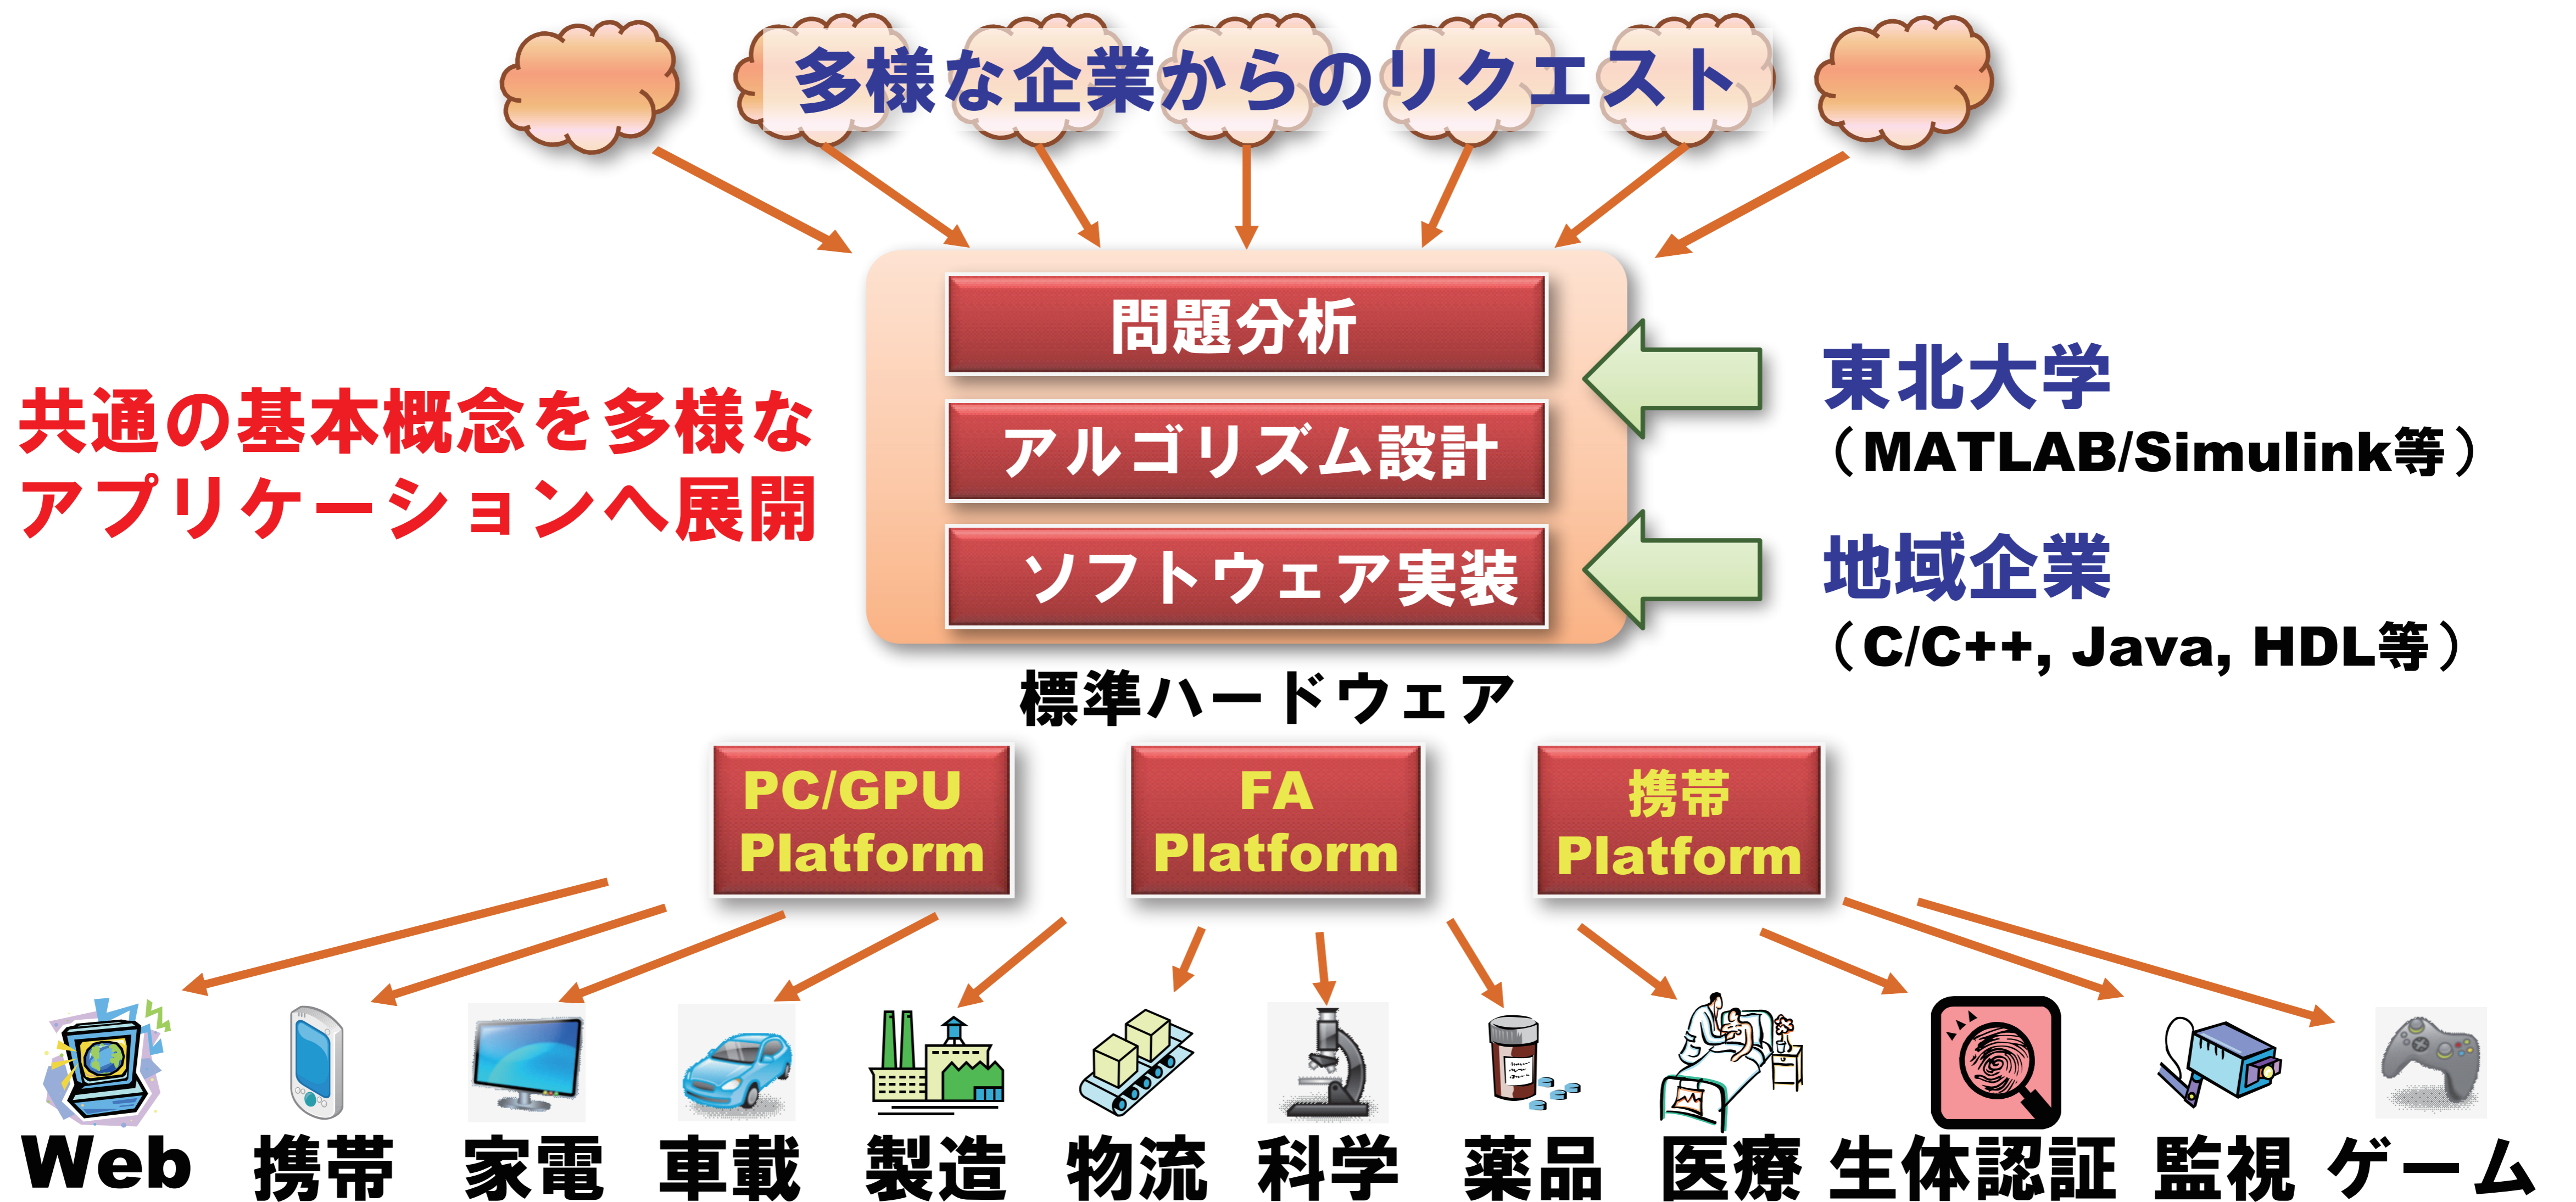 多様な企業からのリクエスト
問題分析
アルゴリズム設計
ソフトウェア実装
共通の基本概念を多様な
アプリケーションへ展開
東北大学
（MATLAB/Simulink等）
地域企業
（C/C++, Java, HDL等）
標準ハードウェア
PC/GPU
Platform
FA
Platform
携帯
Platform
Web
携帯
家電
車載
製造
物流
科学
薬品
医療
生体認証
監視
ゲーム